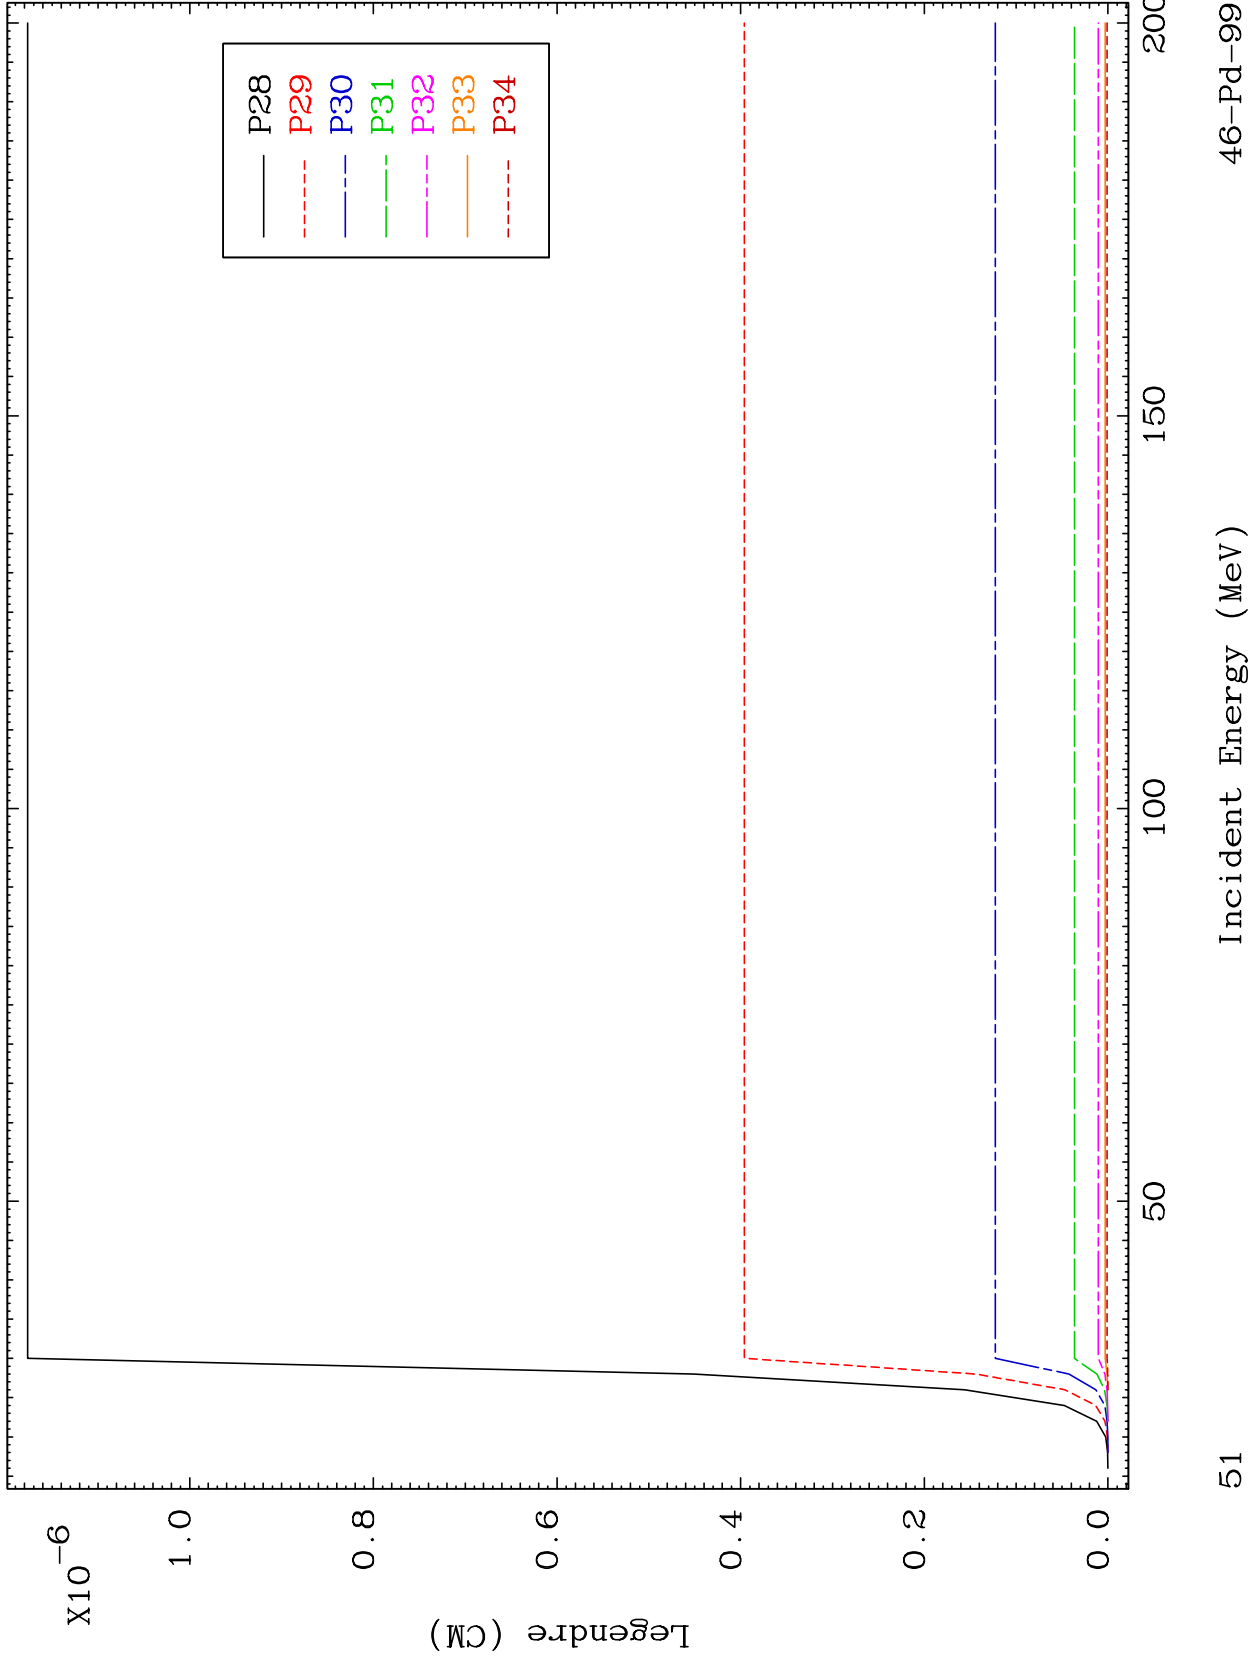 X10-6
1.0
0.8
0.6
0.4
0.2
0.0
Legendre (CM)
P28
P29
P30
P31
P32
P33
P34
50
100
150
200
Incident Energy (MeV)
51
46-Pd-99